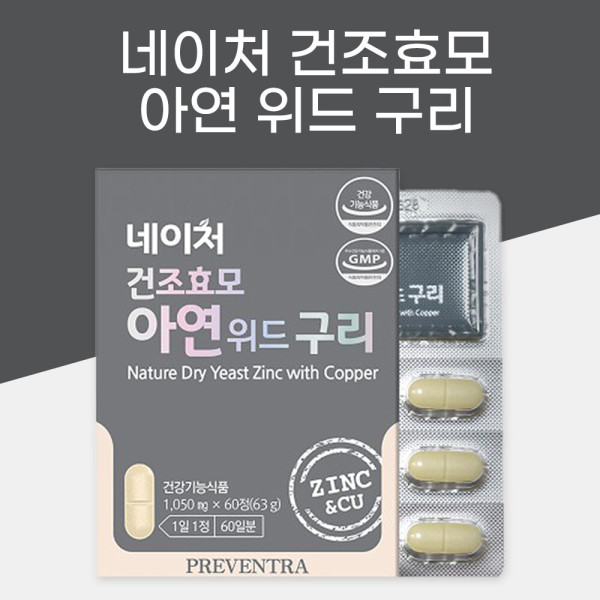 네이처 건조효모
아연 위드 구리
건강
기능식품
GMP
네이처
건조효모
아연 위드 구리
Nature Dry Yeast Zinc with Copper
건강기능식품
1,050 mg × 60정(63 g)
1일 1정 60일분
ZINC
&CU
PREVENTRA
드 구리
with Copper